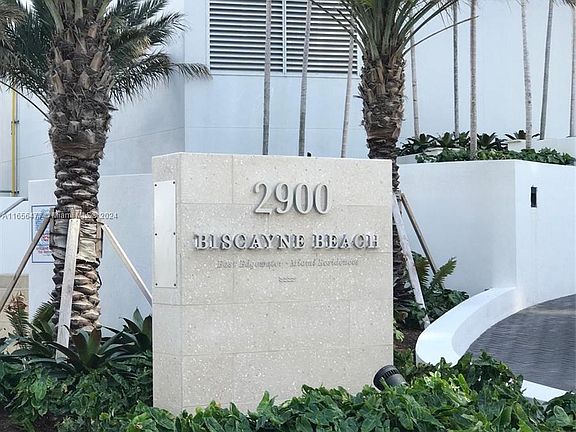 2900
BISCAYNE BEACH
East Edgewater - Miami Residences